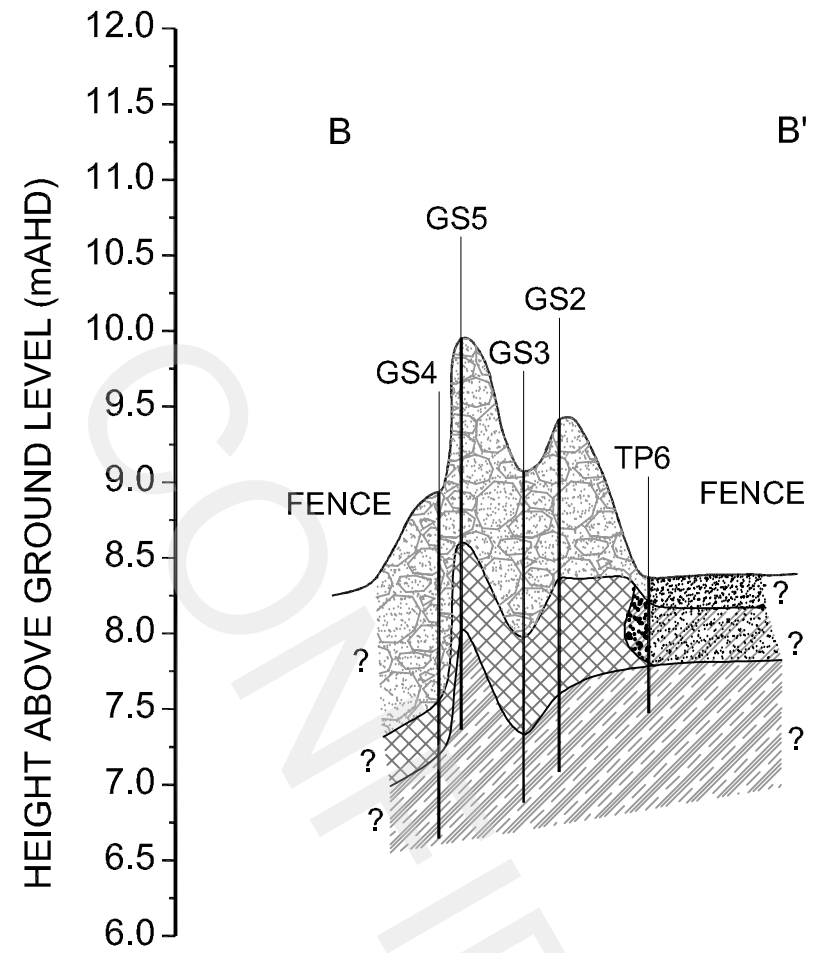 HEIGHT ABOVE GROUND LEVEL (mAHD)
12.0
11.5
11.0
10.5
10.0
9.5
9.0
8.5
8.0
7.5
7.0
6.5
6.0
B
B'
GS5
GS2
GS3
GS4
TP6
FENCE
FENCE
?
?
?
?
?
?